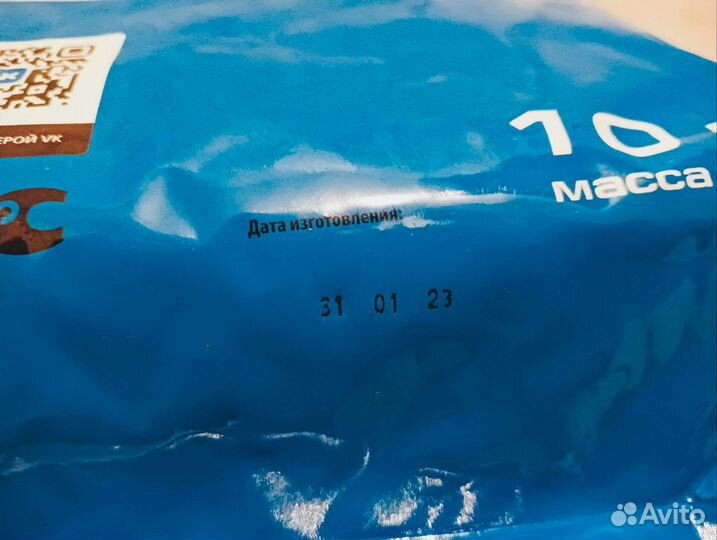 ЕРОЙ VK
10
масса
Дата изготовления:
31 01 23
Avito